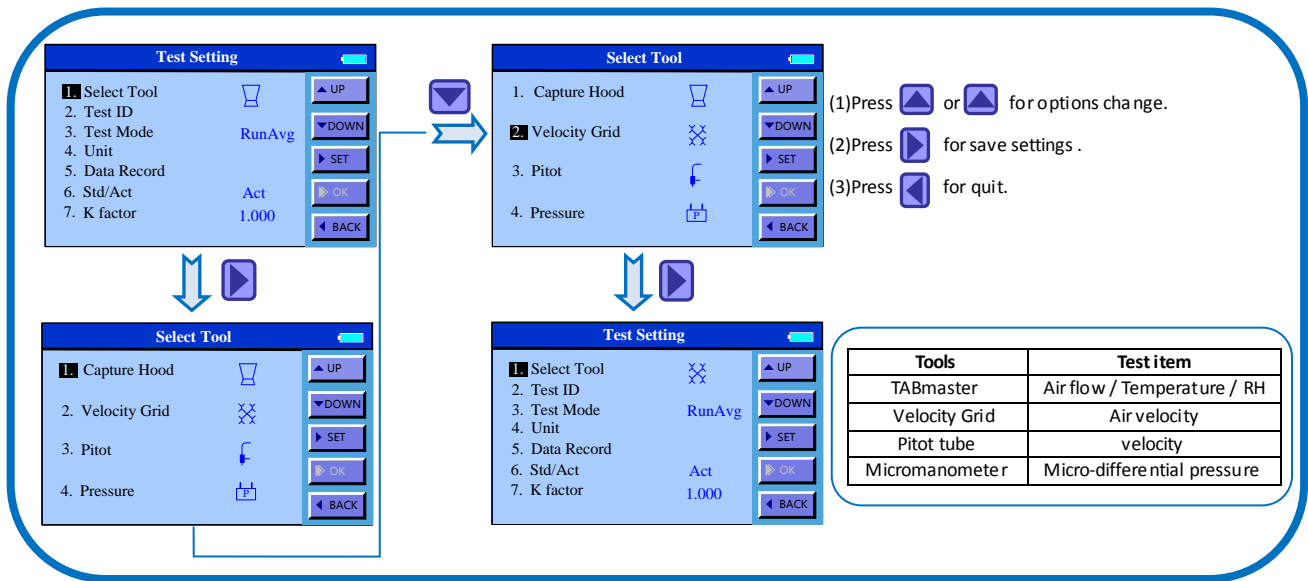 Test Setting
1. Select Tool
2. Test ID
3. Test Mode RunAvg
4. Unit
5. Data Record
6. Std/Act Act
7. K factor 1.000
UP
DOWN
SET
OK
BACK
Select Tool
1. Capture Hood
2. Velocity Grid
3. Pitot
4. Pressure P
UP
DOWN
SET
OK
BACK
(1)Press or for options change.
(2)Press for save settings .
(3)Press for quit.
Select Tool
1. Capture Hood
2. Velocity Grid
3. Pitot
4. Pressure P
UP
DOWN
SET
OK
BACK
Test Setting
1. Select Tool
2. Test ID
3. Test Mode RunAvg
4. Unit
5. Data Record
6. Std/Act Act
7. K factor 1.000
UP
DOWN
SET
OK
BACK
Tools Test item
TABmaster Air flow / Temperature / RH
Velocity Grid Air velocity
Pitot tube velocity
Micromanometer Micro-differential pressure